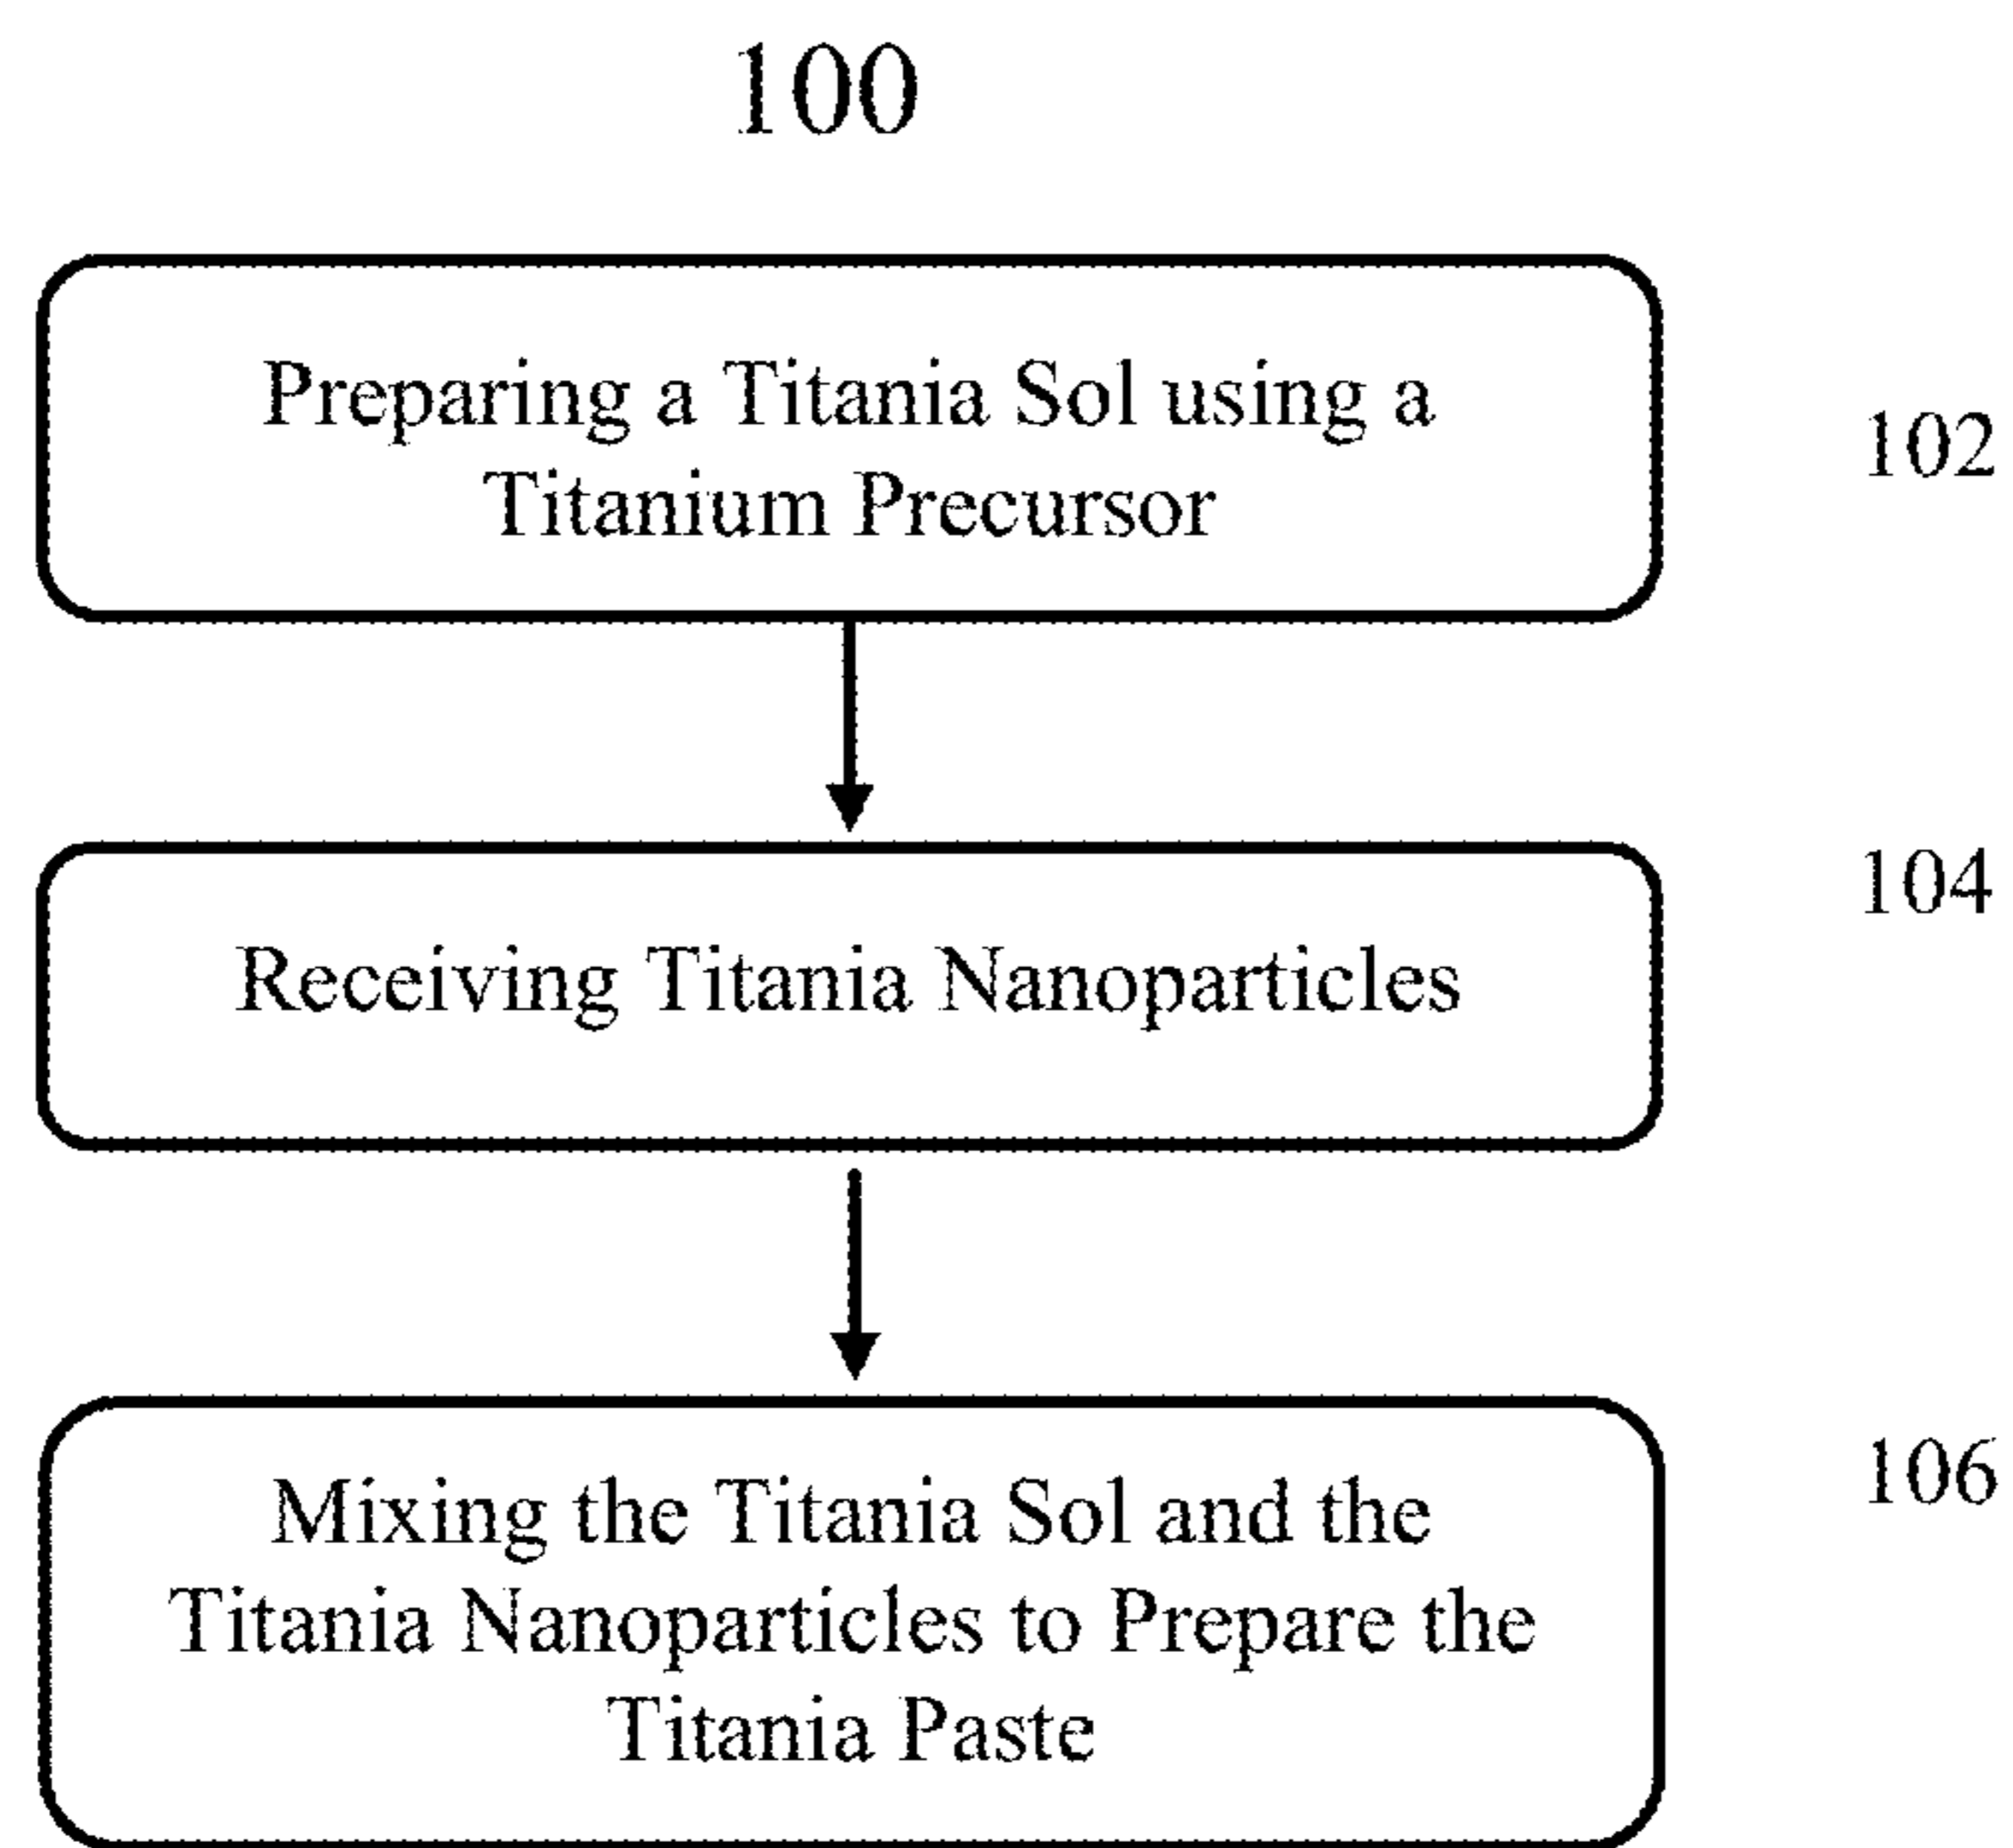 100
Preparing a Titania Sol using a
Titanium Precursor
102
104
Receiving Titania Nanoparticles
106
Mixing the Titania Sol and the
Titania Nanoparticles to Prepare the
Titania Paste